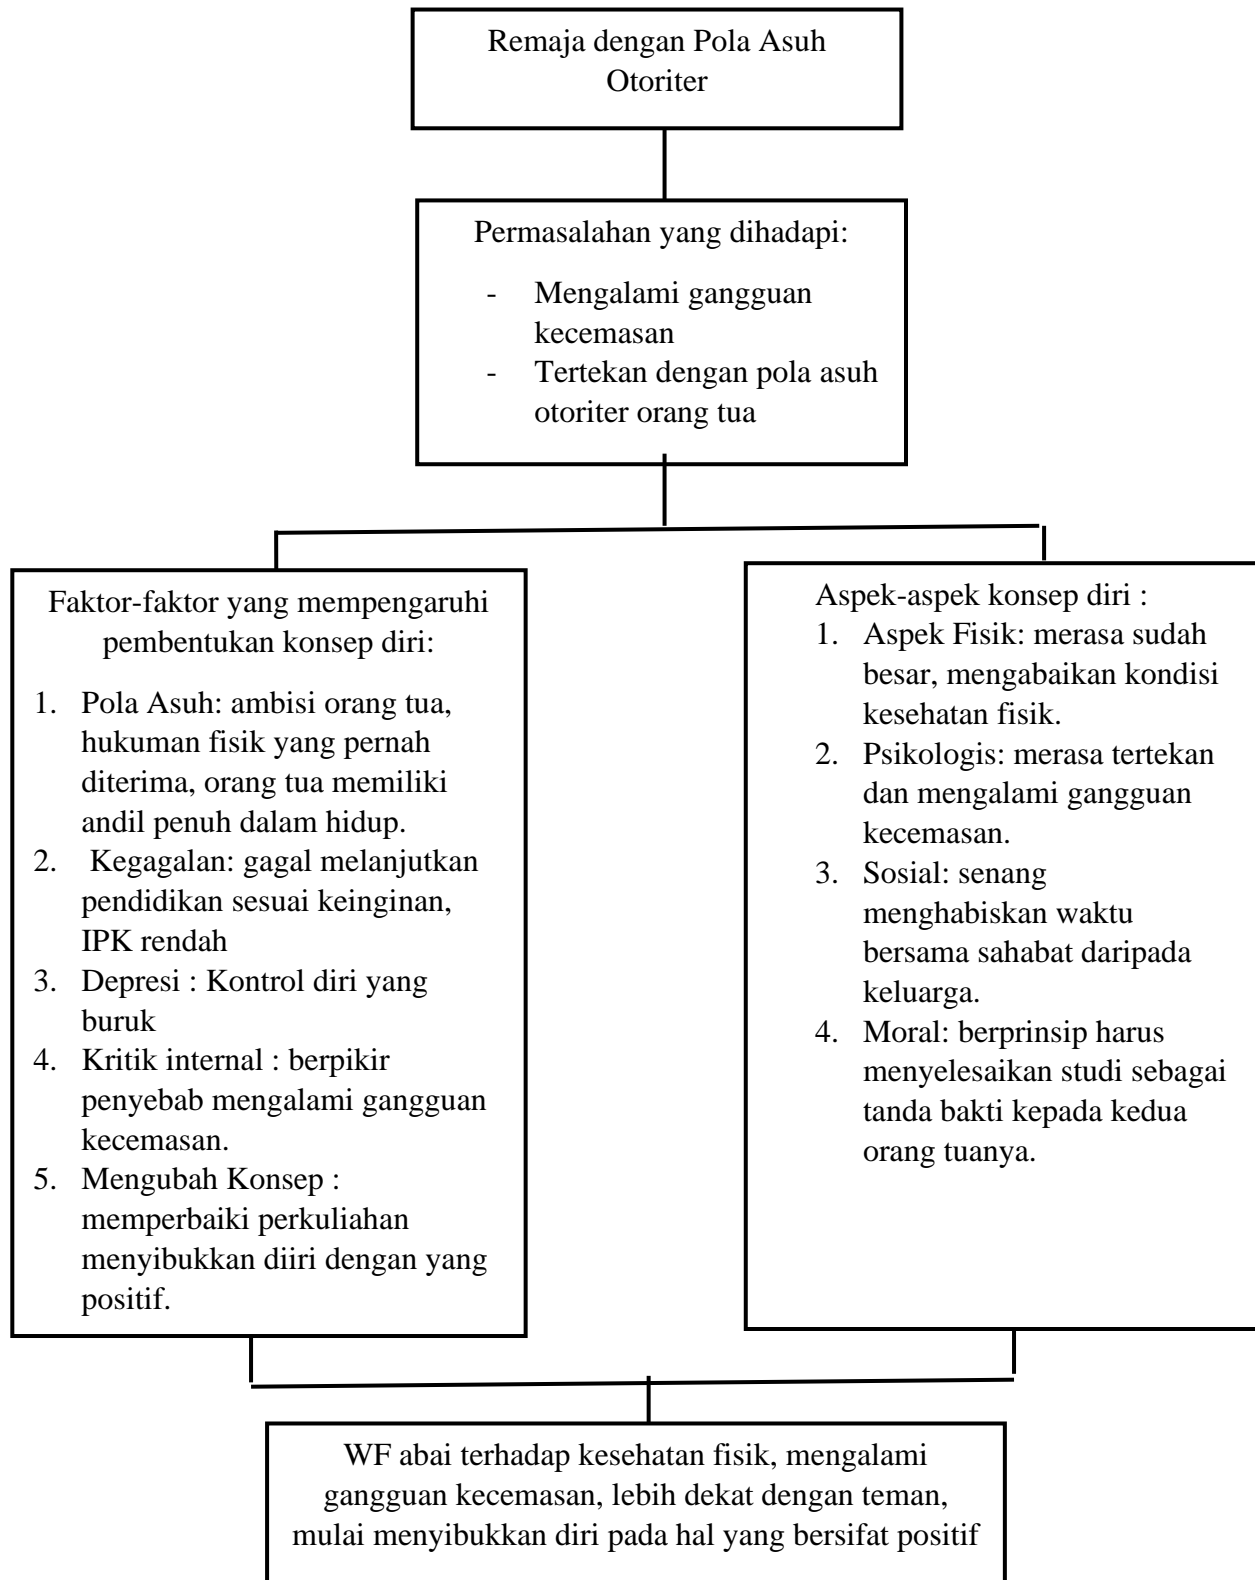 Remaja dengan Pola Asuh
Otoriter
Permasalahan yang dihadapi:
- Mengalami gangguan
kecemasan
- Tertekan dengan pola asuh
otoriter orang tua
Faktor-faktor yang mempengaruhi
pembentukan konsep diri:
1. Pola Asuh: ambisi orang tua,
hukuman fisik yang pernah
diterima, orang tua memiliki
andil penuh dalam hidup.
2. Kegagalan: gagal melanjutkan
pendidikan sesuai keinginan,
IPK rendah
3. Depresi : Kontrol diri yang
buruk
4. Kritik internal : berpikir
penyebab mengalami gangguan
kecemasan.
5. Mengubah Konsep :
memperbaiki perkuliahan
menyibukkan diiri dengan yang
positif.
Aspek-aspek konsep diri :
1. Aspek Fisik: merasa sudah
besar, mengabaikan kondisi
kesehatan fisik.
2. Psikologis: merasa tertekan
dan mengalami gangguan
kecemasan.
3. Sosial: senang
menghabiskan waktu
bersama sahabat daripada
keluarga.
4. Moral: berprinsip harus
menyelesaikan studi sebagai
tanda bakti kepada kedua
orang tuanya.
WF abai terhadap kesehatan fisik, mengalami
gangguan kecemasan, lebih dekat dengan teman,
mulai menyibukkan diri pada hal yang bersifat positif